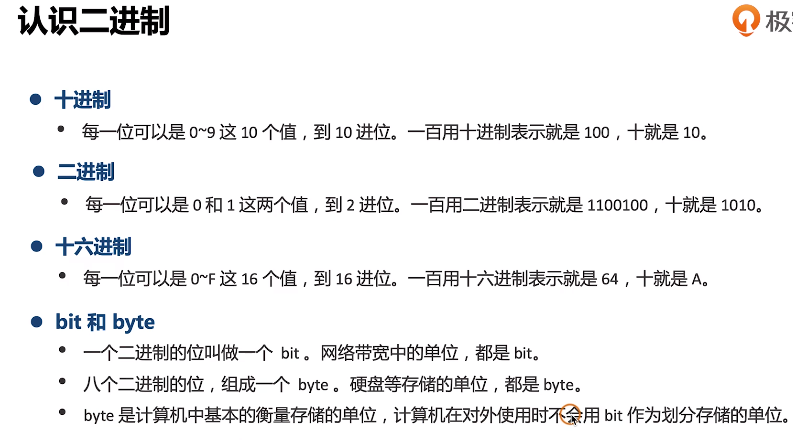 认识二进制
极
十进制
每一位可以是 0~9 这 10 个值，到 10 进位。一百用十进制表示就是 100，十就是 10。
二进制
每一位可以是 0 和 1 这两个值，到 2 进位。一百用二进制表示就是 1100100，十就是 1010。
十六进制
每一位可以是 0~F 这 16 个值，到 16 进位。一百用十六进制表示就是 64，十就是 A。
bit 和 byte
一个二进制的位叫做一个 bit 。网络带宽中的单位，都是 bit。
八个二进制的位，组成一个 byte 。硬盘等存储的单位，都是 byte。
byte 是计算机中基本的衡量存储的单位，计算机在对外使用时不会用 bit 作为划分存储的单位。